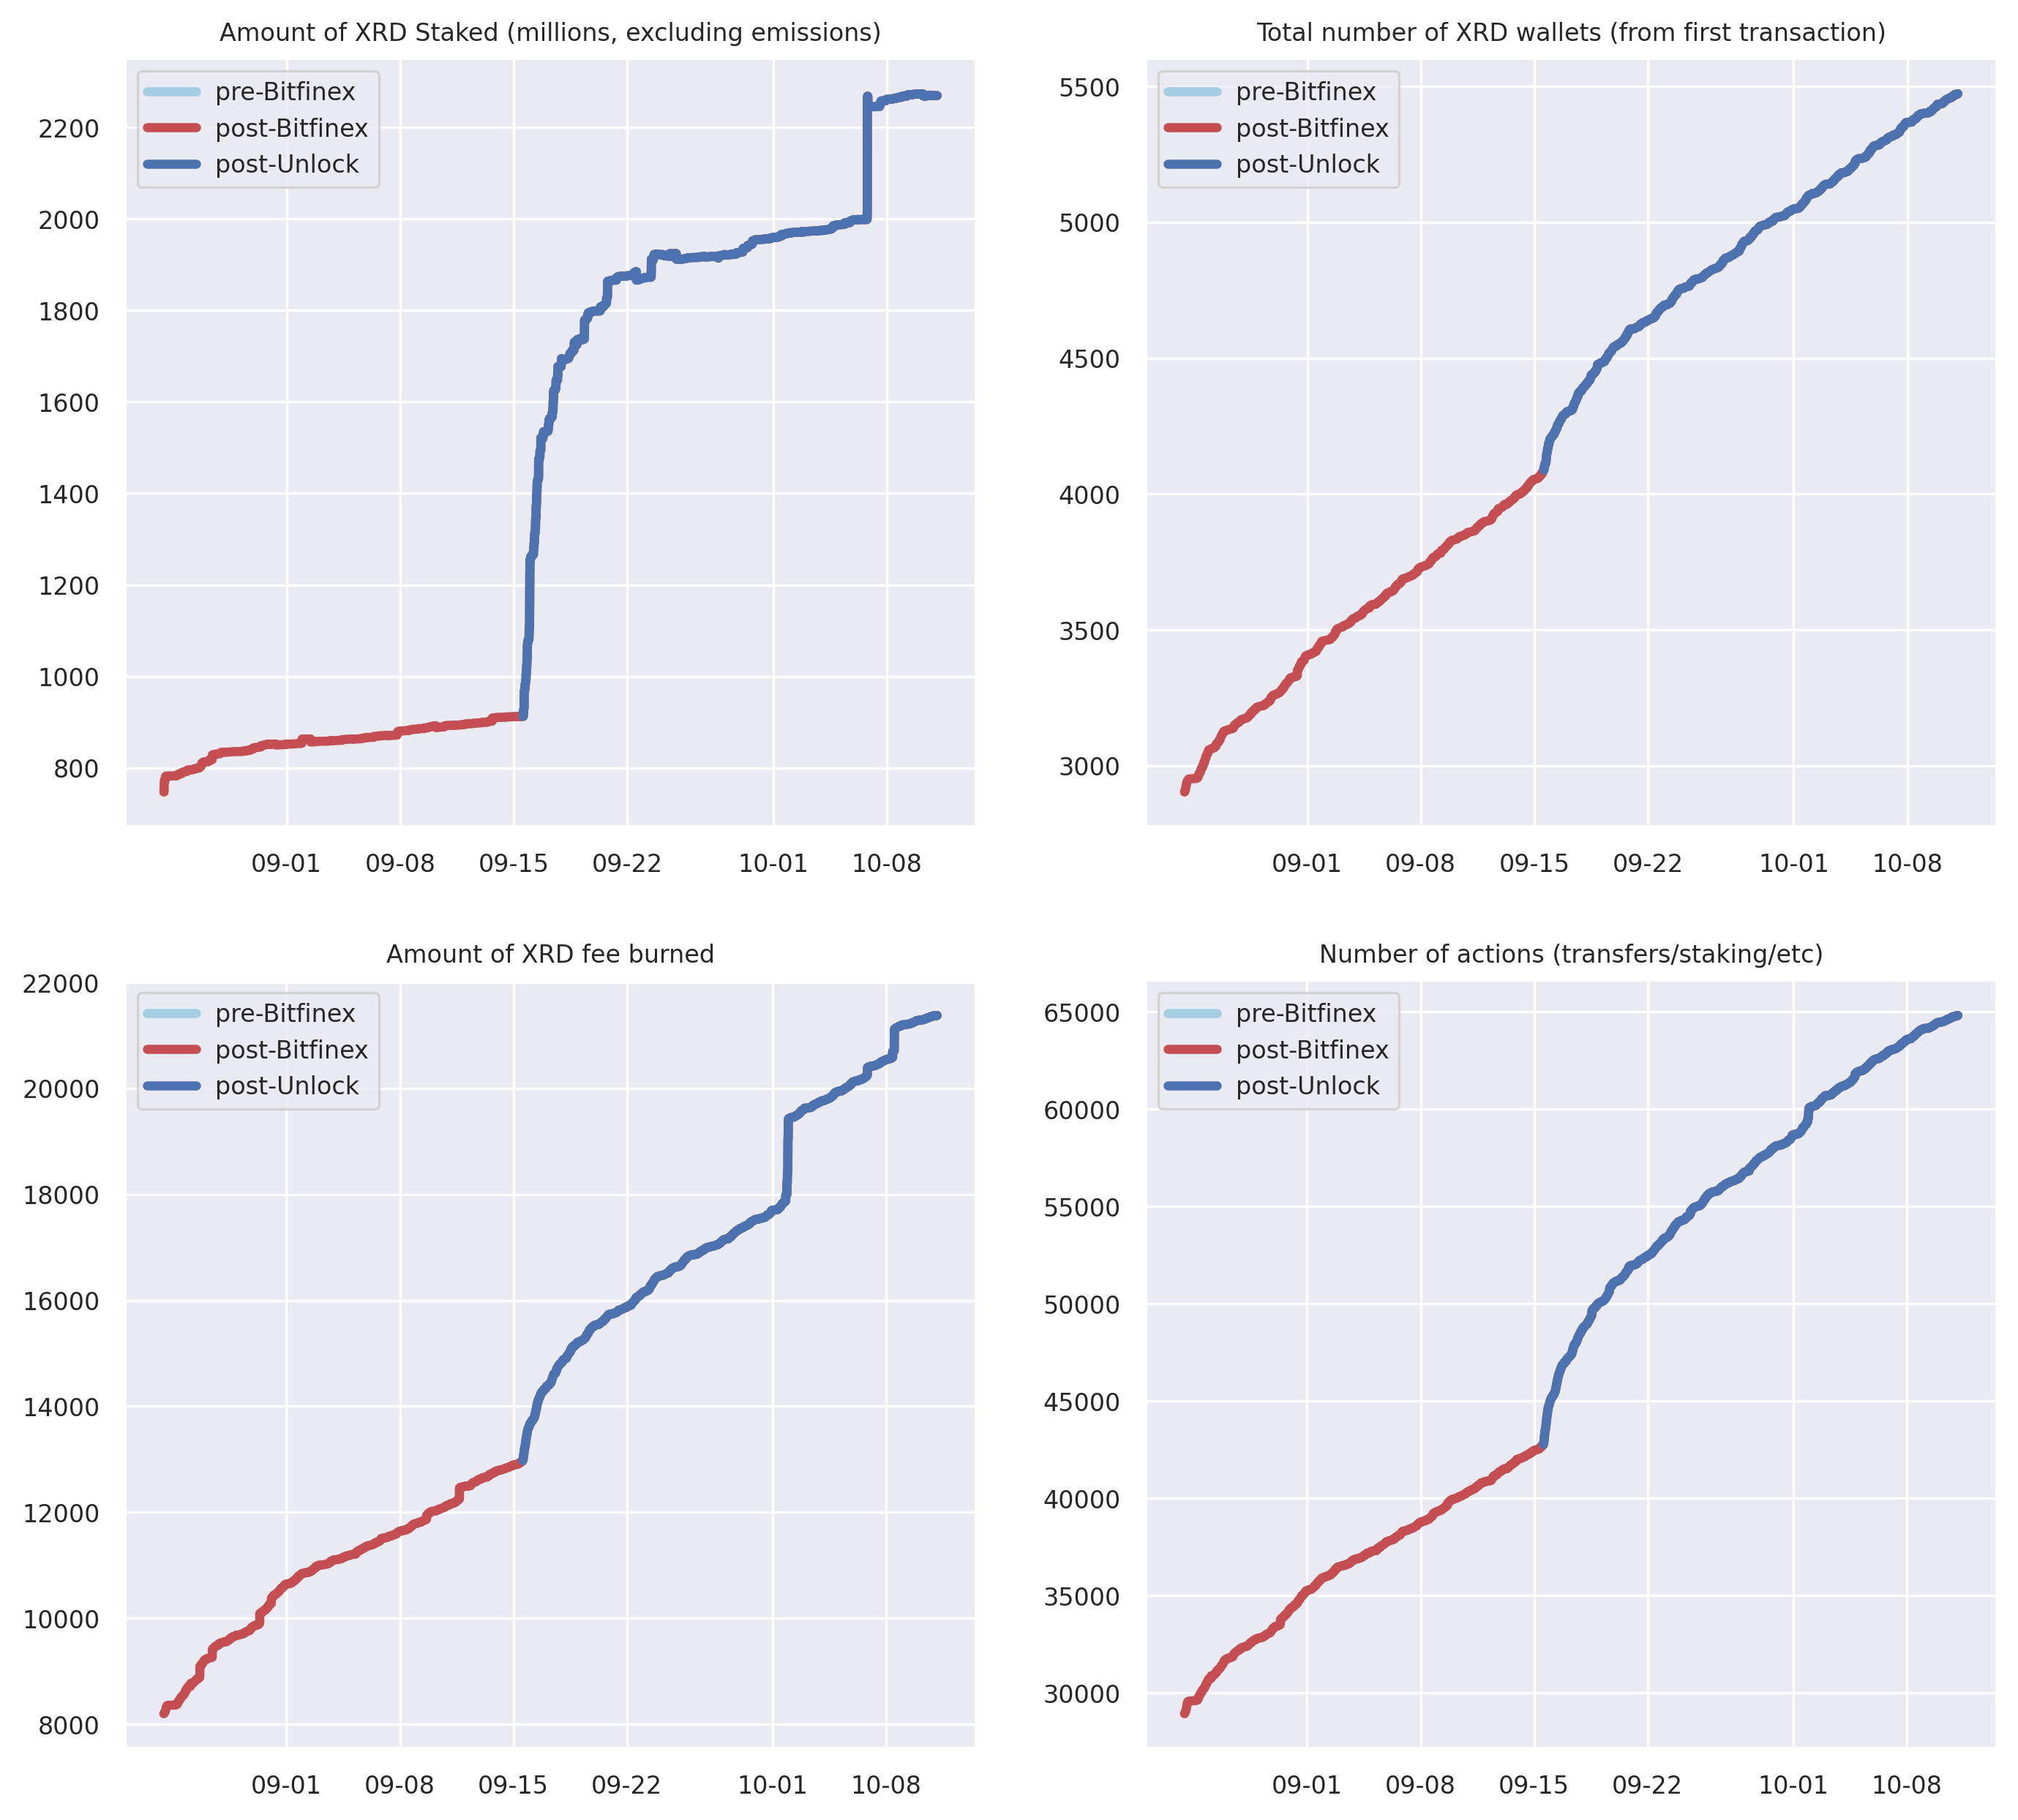 Amount of XRD Staked (millions, excluding emissions)
pre-Bitfinex
post-Bitfinex
post-Unlock
2200
2000
1800
1600
1400
1200
1000
800
09-01 09-08 09-15 09-22 10-01 10-08
Total number of XRD wallets (from first transaction)
pre-Bitfinex
post-Bitfinex
post-Unlock
5500
5000
4500
4000
3500
3000
09-01 09-08 09-15 09-22 10-01 10-08
Amount of XRD fee burned
pre-Bitfinex
post-Bitfinex
post-Unlock
22000
20000
18000
16000
14000
12000
10000
8000
09-01 09-08 09-15 09-22 10-01 10-08
Number of actions (transfers/staking/etc)
pre-Bitfinex
post-Bitfinex
post-Unlock
65000
60000
55000
50000
45000
40000
35000
30000
09-01 09-08 09-15 09-22 10-01 10-08